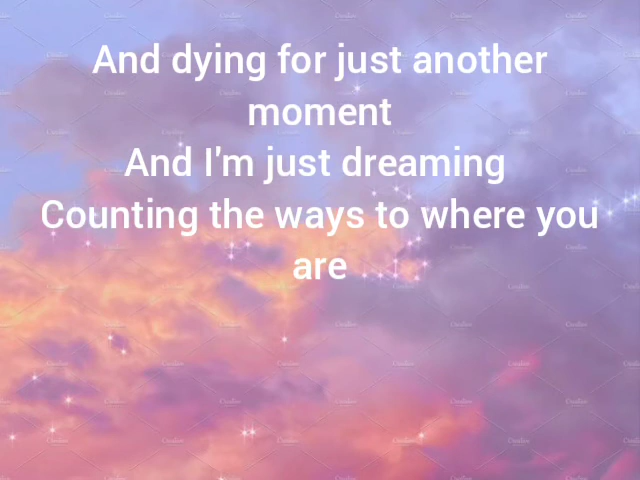 And dying for just another
moment
And I'm just dreaming
Counting the ways to where you
are